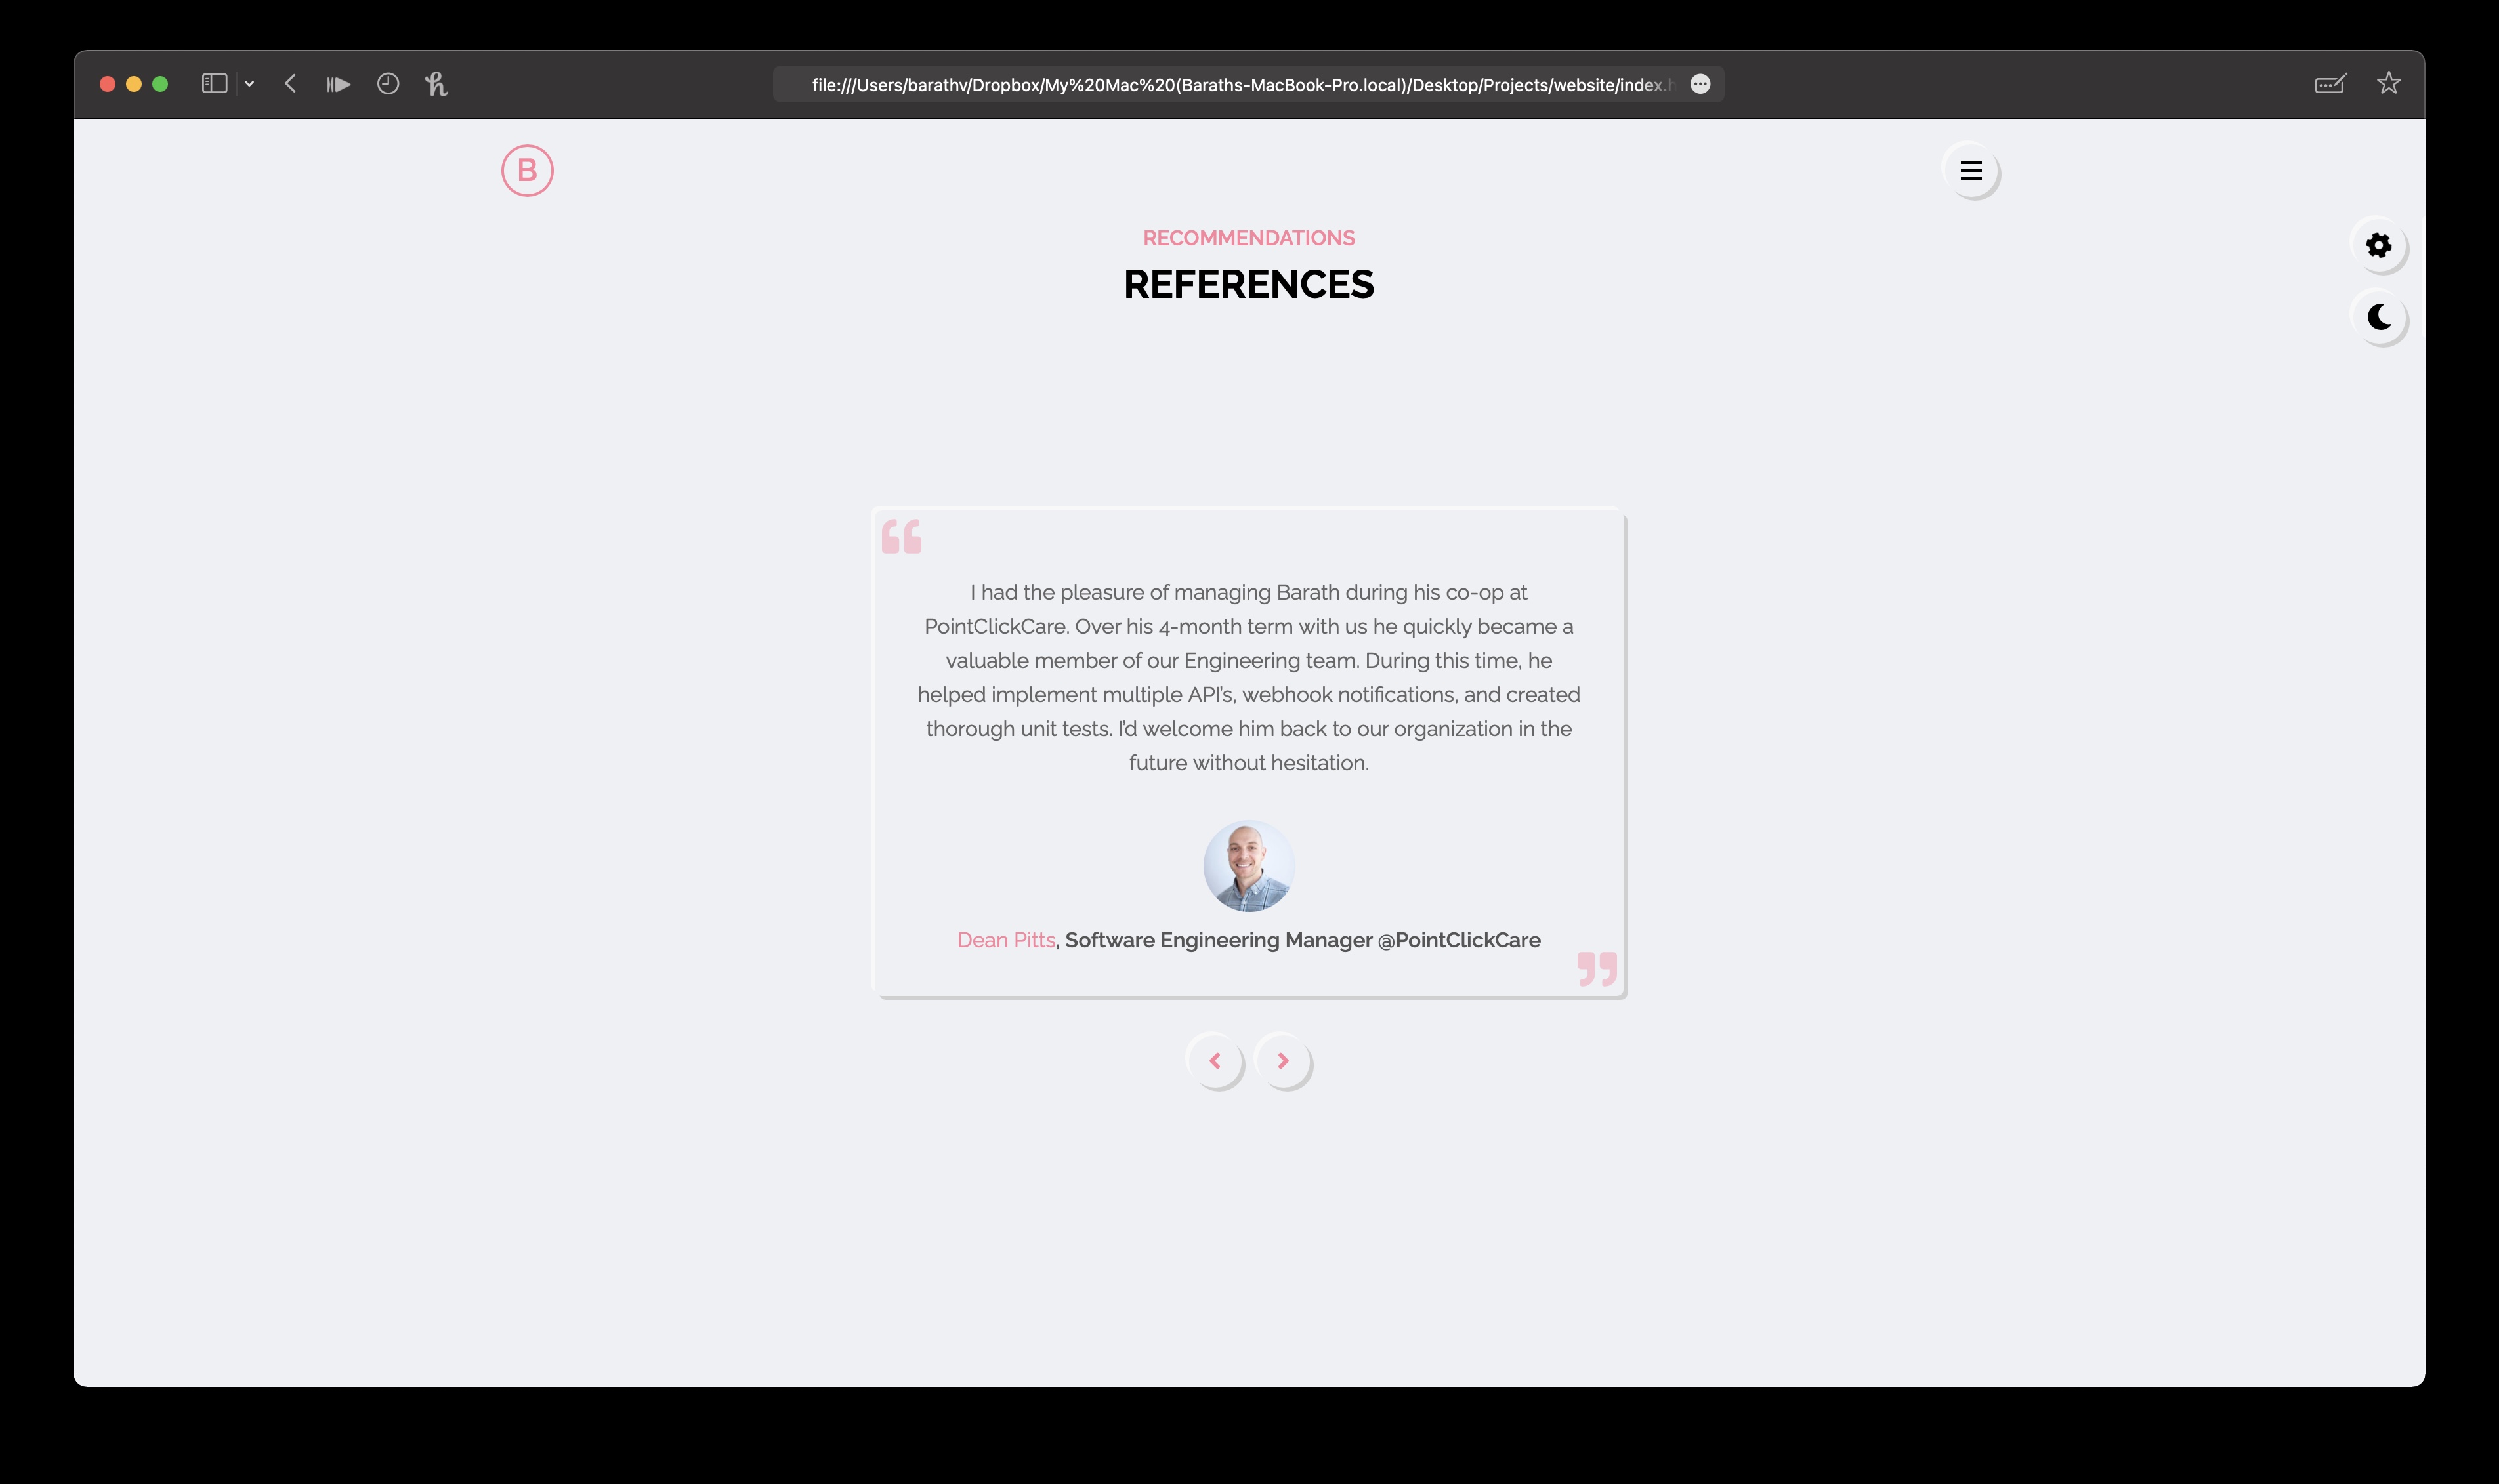 file:///Users/barathv/Dropbox/My%20Mac%20(Baraths-MacBook-Pro.local)/Desktop/Projects/website/index.h
B
RECOMMENDATIONS
REFERENCES
“
I had the pleasure of managing Barath during his co-op at
PointClickCare. Over his 4-month term with us he quickly became a
valuable member of our Engineering team. During this time, he
helped implement multiple API's, webhook notifications, and created
thorough unit tests. I'd welcome him back to our organization in the
future without hesitation.
Dean Pitts, Software Engineering Manager @PointClickCare
”